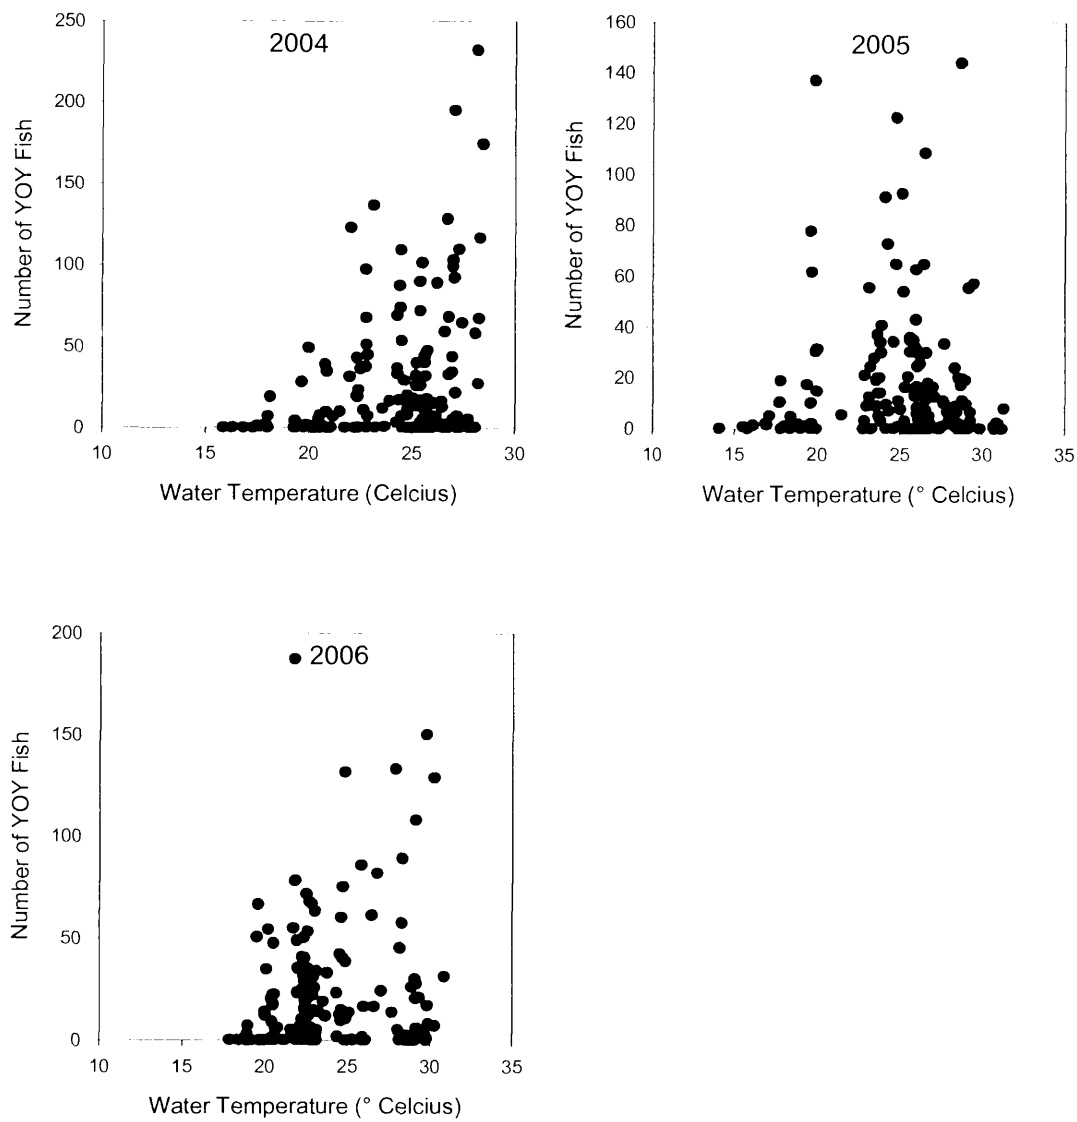 2004
Number of YOY Fish
250
200
150
100
50
0
10 15 20 25 30
Water Temperature (Celcius)
2005
Number of YOY Fish
160
140
120
100
80
60
40
20
0
10 15 20 25 30 35
Water Temperature (° Celcius)
2006
Number of YOY Fish
200
150
100
50
0
10 15 20 25 30 35
Water Temperature (° Celcius)